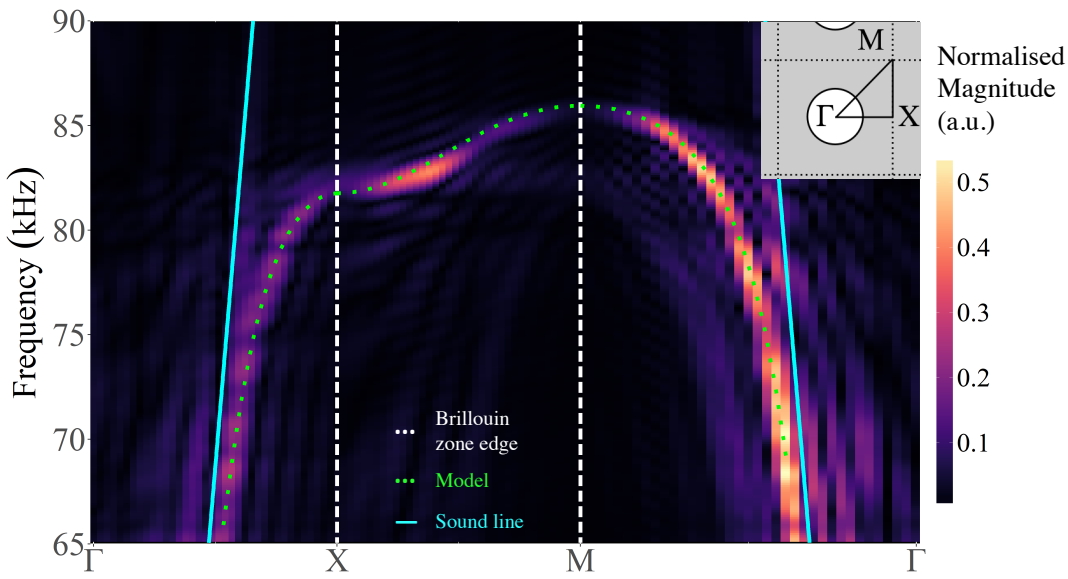 90
85
80
75
70
65
Frequency (kHz)
Γ
X
M
Γ
M
Γ
X
Brillouin
zone edge
Model
Sound line
Normalised
Magnitude
(a.u.)
0.5
0.4
0.3
0.2
0.1